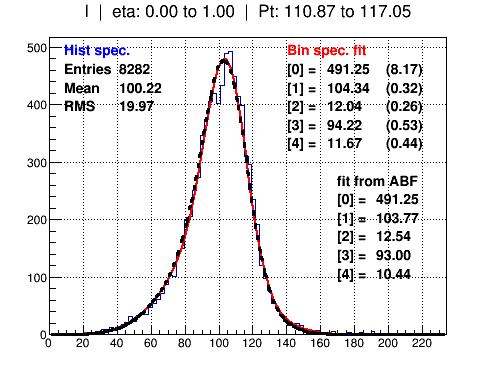 I | eta: 0.00 to 1.00 | Pt: 110.87 to 117.05
Hist spec.
Entries 8282
Mean 100.22
RMS 19.97
Bin spec. fit
[0] = 491.25 (8.17)
[1] = 104.34 (0.32)
[2] = 12.04 (0.26)
[3] = 94.22 (0.53)
[4] = 11.67 (0.44)
fit from ABF
[0] = 491.25
[1] = 103.77
[2] = 12.54
[3] = 93.00
[4] = 10.44
500
400
300
200
100
0
0 20 40 60 80 100 120 140 160 180 200 220